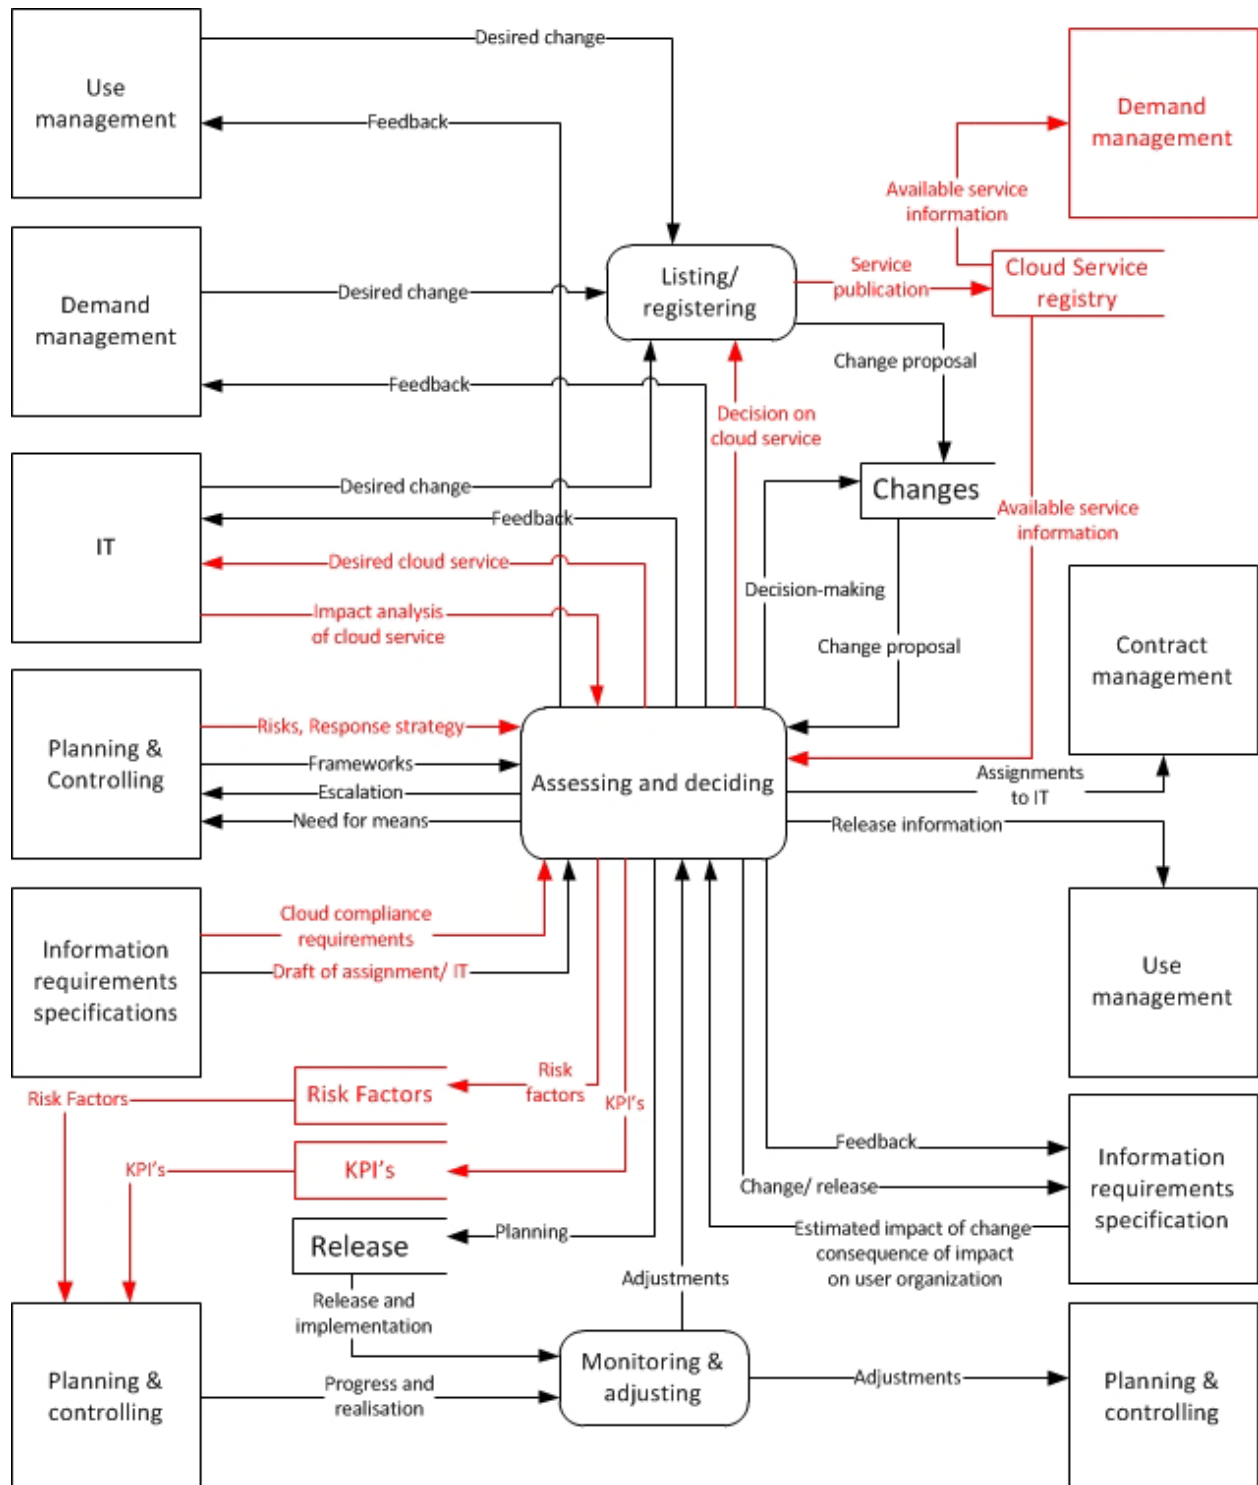 Use
management
Desired change
Feedback
Demand
management
Available service
information
Demand
management
Desired change
Feedback
Listing/
registering
Service
publication
Cloud Service
registry
Change proposal
Decision on
cloud service
Changes
Available service
information
IT
Desired change
Feedback
Desired cloud service
Impact analysis
of cloud service
Decision-making
Change proposal
Contract
management
Planning &
Controlling
Risks, Response strategy
Frameworks
Escalation
Need for means
Assessing and deciding
Assignments
to IT
Release information
Use
management
Information
requirements
specifications
Cloud compliance
requirements
Draft of assignment/ IT
Risk Factors
Risk Factors
Risk
factors
KPI's
KPI's
KPI's
Feedback
Change/ release
Estimated impact of change
consequence of impact
on user organization
Information
requirements
specification
Release
Planning
Release and
implementation
Adjustments
Planning &
controlling
Progress and
realisation
Monitoring &
adjusting
Adjustments
Planning &
controlling